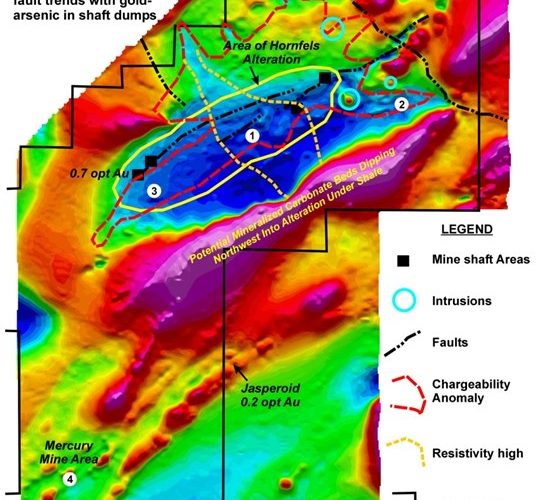 fault trends with gold-
arsenic in shaft dumps
Area of Hornfels
Alteration
2
1
0.7 opt Au
3
Potential Mineralized Carbonate Beds Dipping
Northwest Into Alteration Under Shale
LEGEND
Mine shaft Areas
Intrusions
Faults
Chargeability
Anomaly
Resistivity high
Jasperoid
0.2 opt Au
Mercury
Mine Area
4